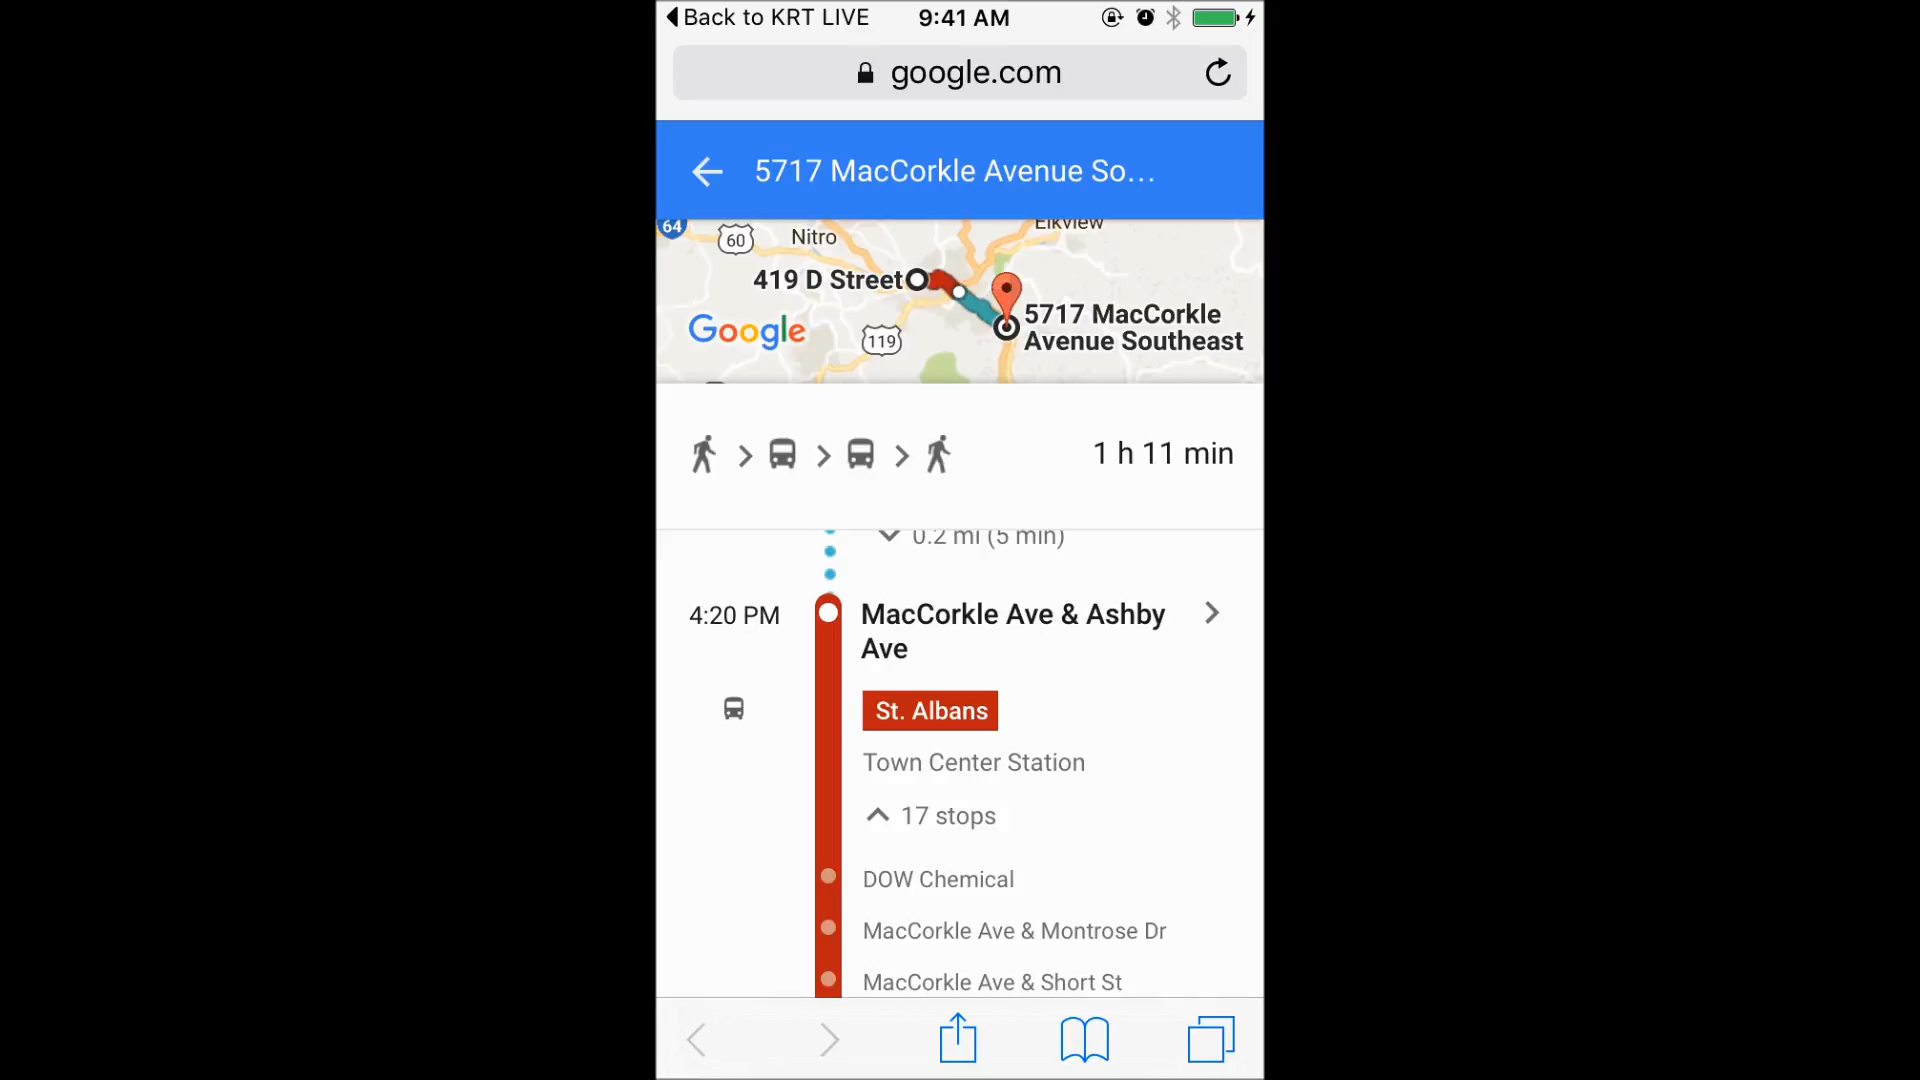 Back to KRT LIVE 9:41 AM
google.com
5717 MacCorkle Avenue So...
64
60
Nitro
Elkview
419 D Street
5717 MacCorkle
Avenue Southeast
Google
119
1 h 11 min
0.2 mi (5 min)
4:20 PM
MacCorkle Ave & Ashby
Ave
St. Albans
Town Center Station
17 stops
DOW Chemical
MacCorkle Ave & Montrose Dr
MacCorkle Ave & Short St